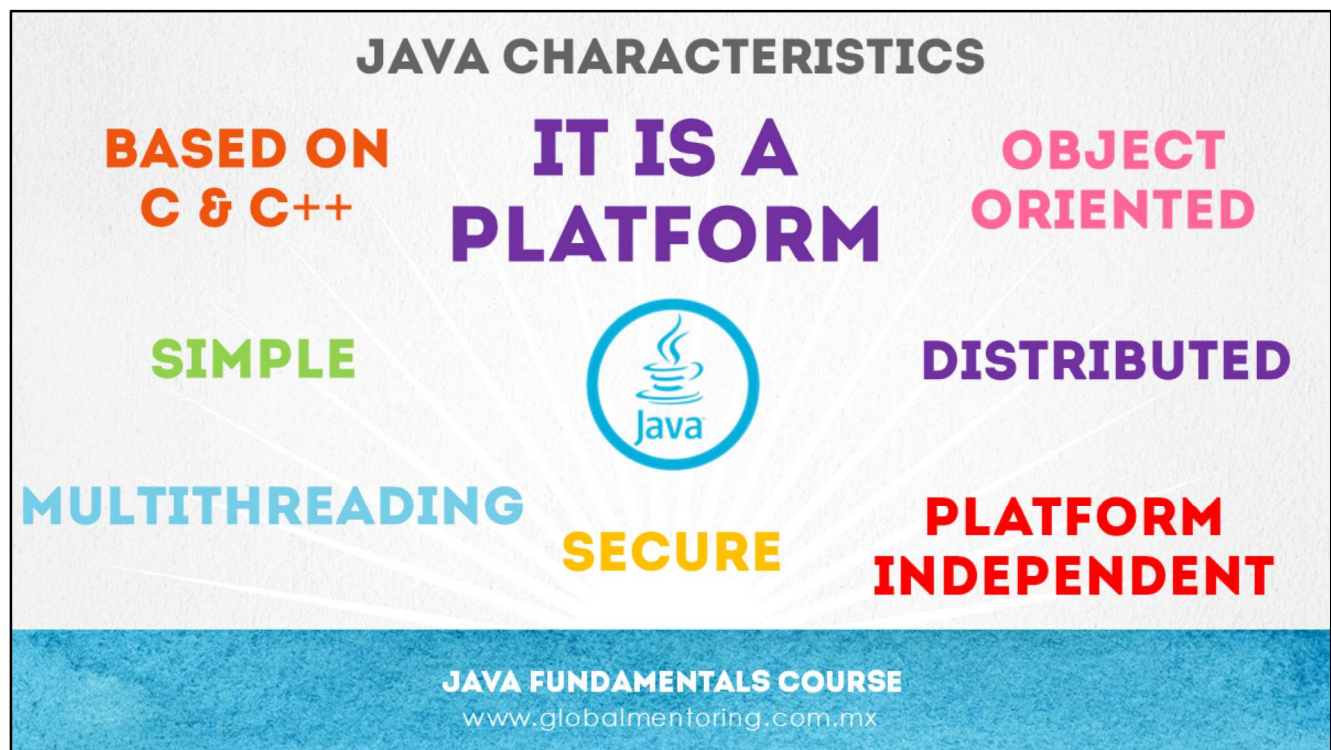 JAVA CHARACTERISTICS
BASED ON
C & C++
IT IS A
PLATFORM
OBJECT
ORIENTED
SIMPLE
Java
DISTRIBUTED
MULTITHREADING
SECURE
PLATFORM
INDEPENDENT
JAVA FUNDAMENTALS COURSE
www.globalmentoring.com.mx